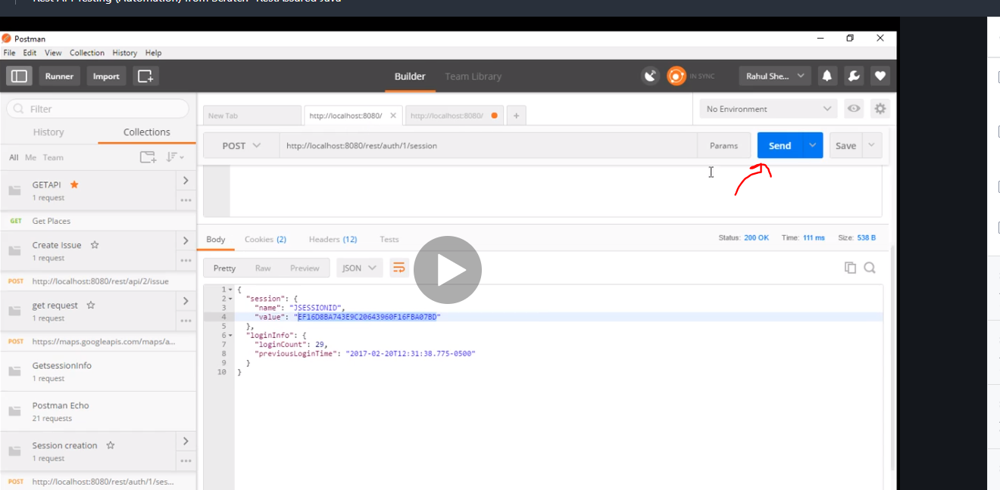 Rest API Testing (Automation) from Scratch - RestAssured Java
Postman
File Edit View Collection History Help
Runner Import Builder Team Library IN SYNC Rahul She...
Filter
New Tab http://localhost:8080/ http://localhost:8080/ + No Environment
History Collections
POST http://localhost:8080/rest/auth/1/session Params Send Save
All Me Team
GETAPI
1 request
GET Get Places
Create Issue
1 request
POST http://localhost:8080/rest/api/2/issue
get request
1 request
POST https://maps.googleapis.com/maps/a...
GetsessionInfo
1 request
Postman Echo
21 requests
Session creation
1 request
POST http://localhost:8080/rest/auth/1/ses...
Body Cookies (2) Headers (12) Tests Status: 200 OK Time: 111 ms Size: 538 B
Pretty Raw Preview JSON
1 {
2 "session": {
3 "name": "JSESSIONID",
4 "value": "EF16D8BA743E9C20643960F16FBA07BD"
5 },
6 "loginInfo": {
7 "loginCount": 29,
8 "previousLoginTime": "2017-02-20T12:31:38.775-0500"
9 }
10 }